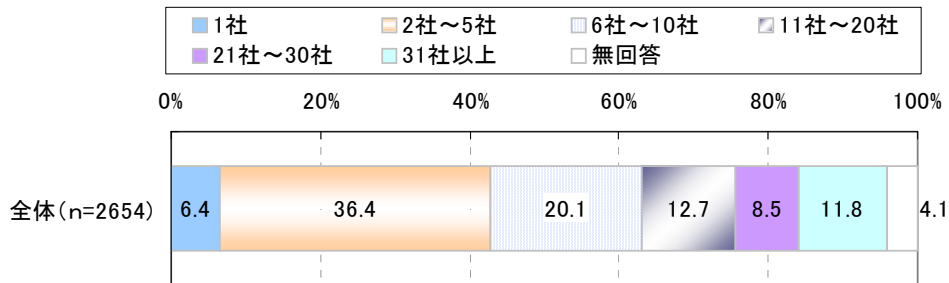 1社 2社～5社 6社～10社 11社～20社
21社～30社 31社以上 無回答
0% 20% 40% 60% 80% 100%
全体(n=2654) 6.4 36.4 20.1 12.7 8.5 11.8 4.1